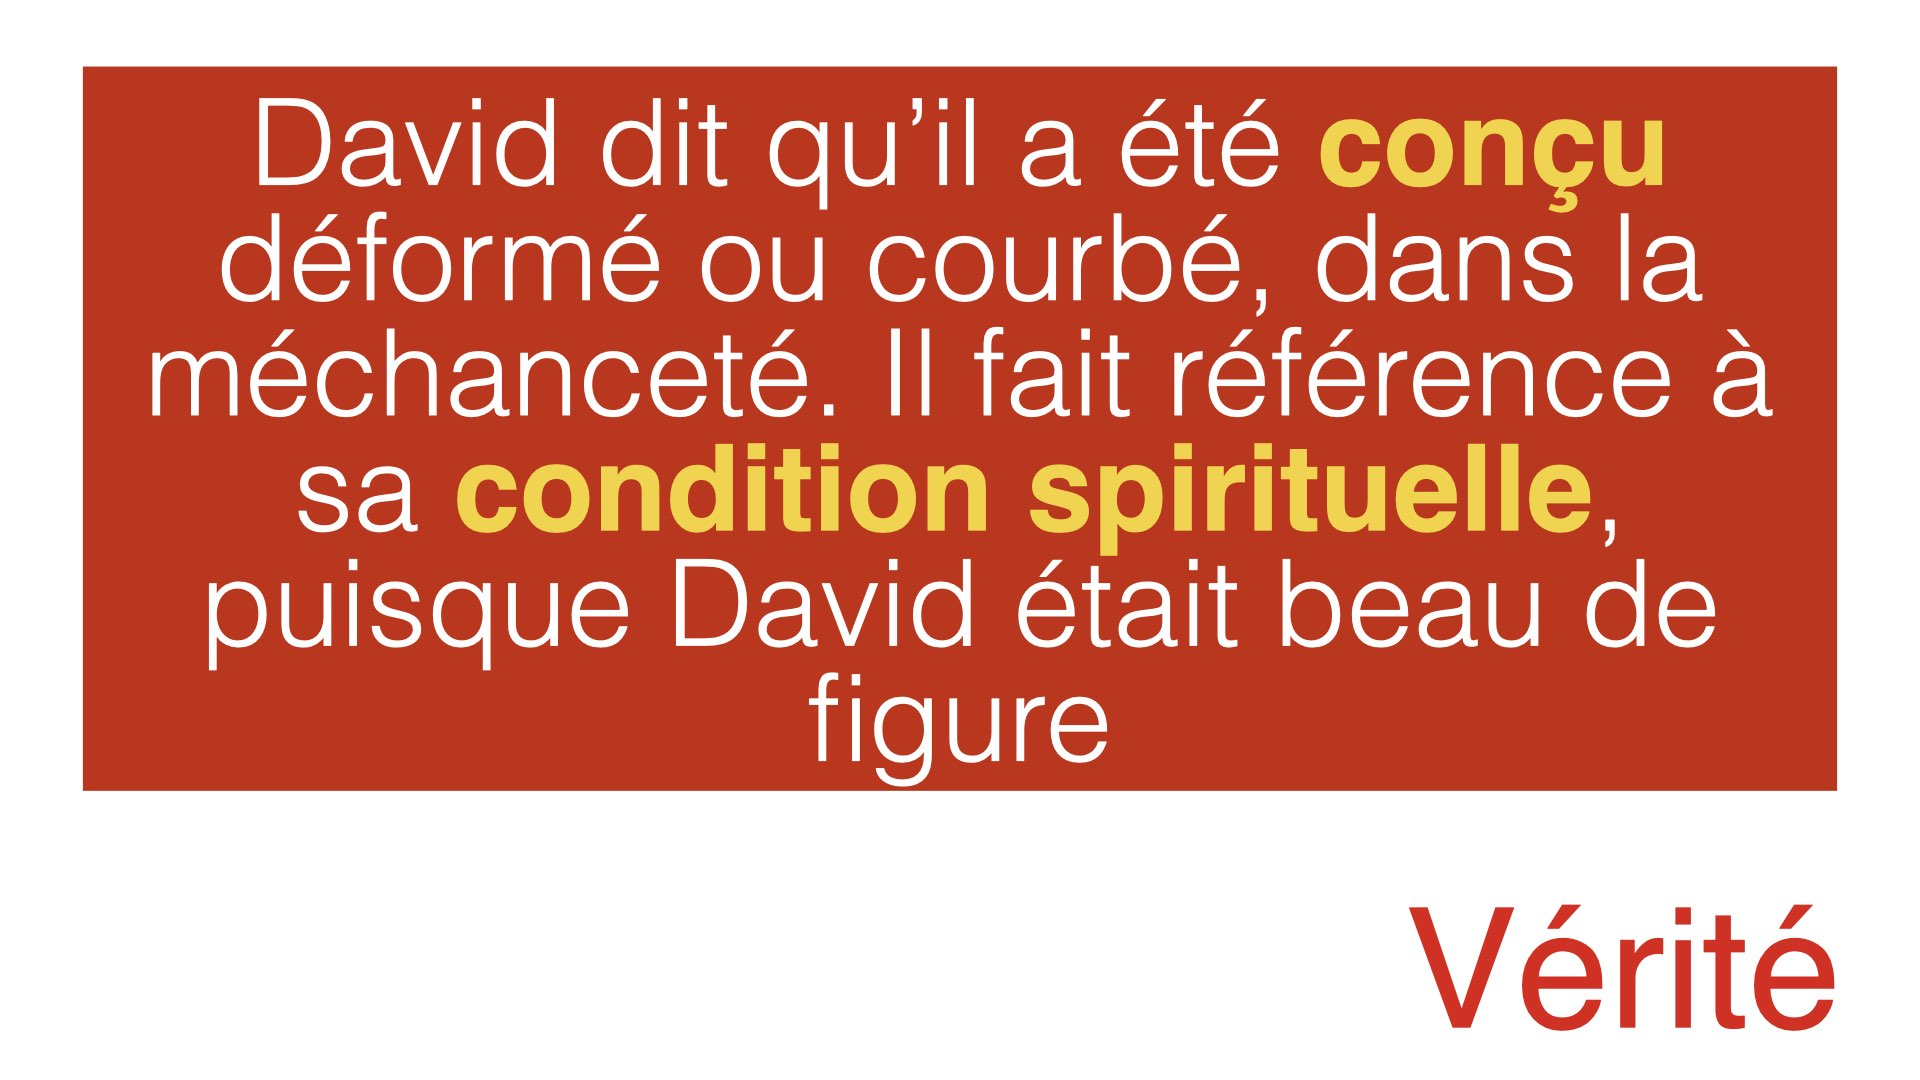 David dit qu’il a été conçu
déformé ou courbé, dans la
méchanceté. Il fait référence à
sa condition spirituelle,
puisque David était beau de
figure
Vérité